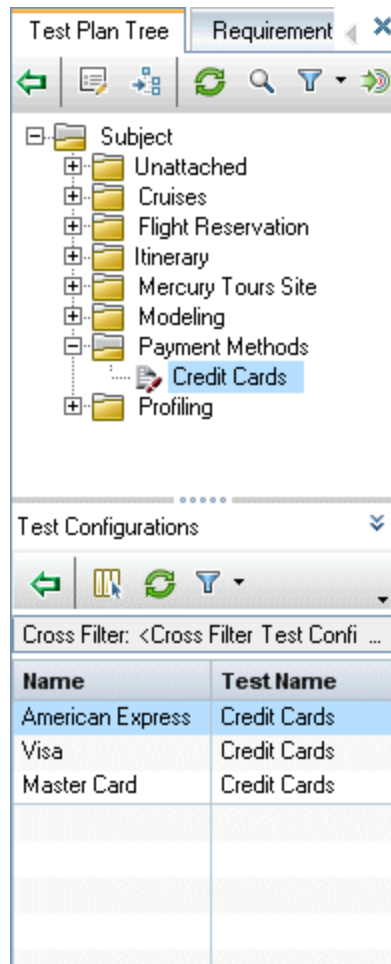 Test Plan Tree Requirement
Subject
Unattached
Cruises
Flight Reservation
Itinerary
Mercury Tours Site
Modeling
Payment Methods
Credit Cards
Profiling
Test Configurations
Cross Filter: <Cross Filter Test Confi ...
Name Test Name
American Express Credit Cards
Visa Credit Cards
Master Card Credit Cards